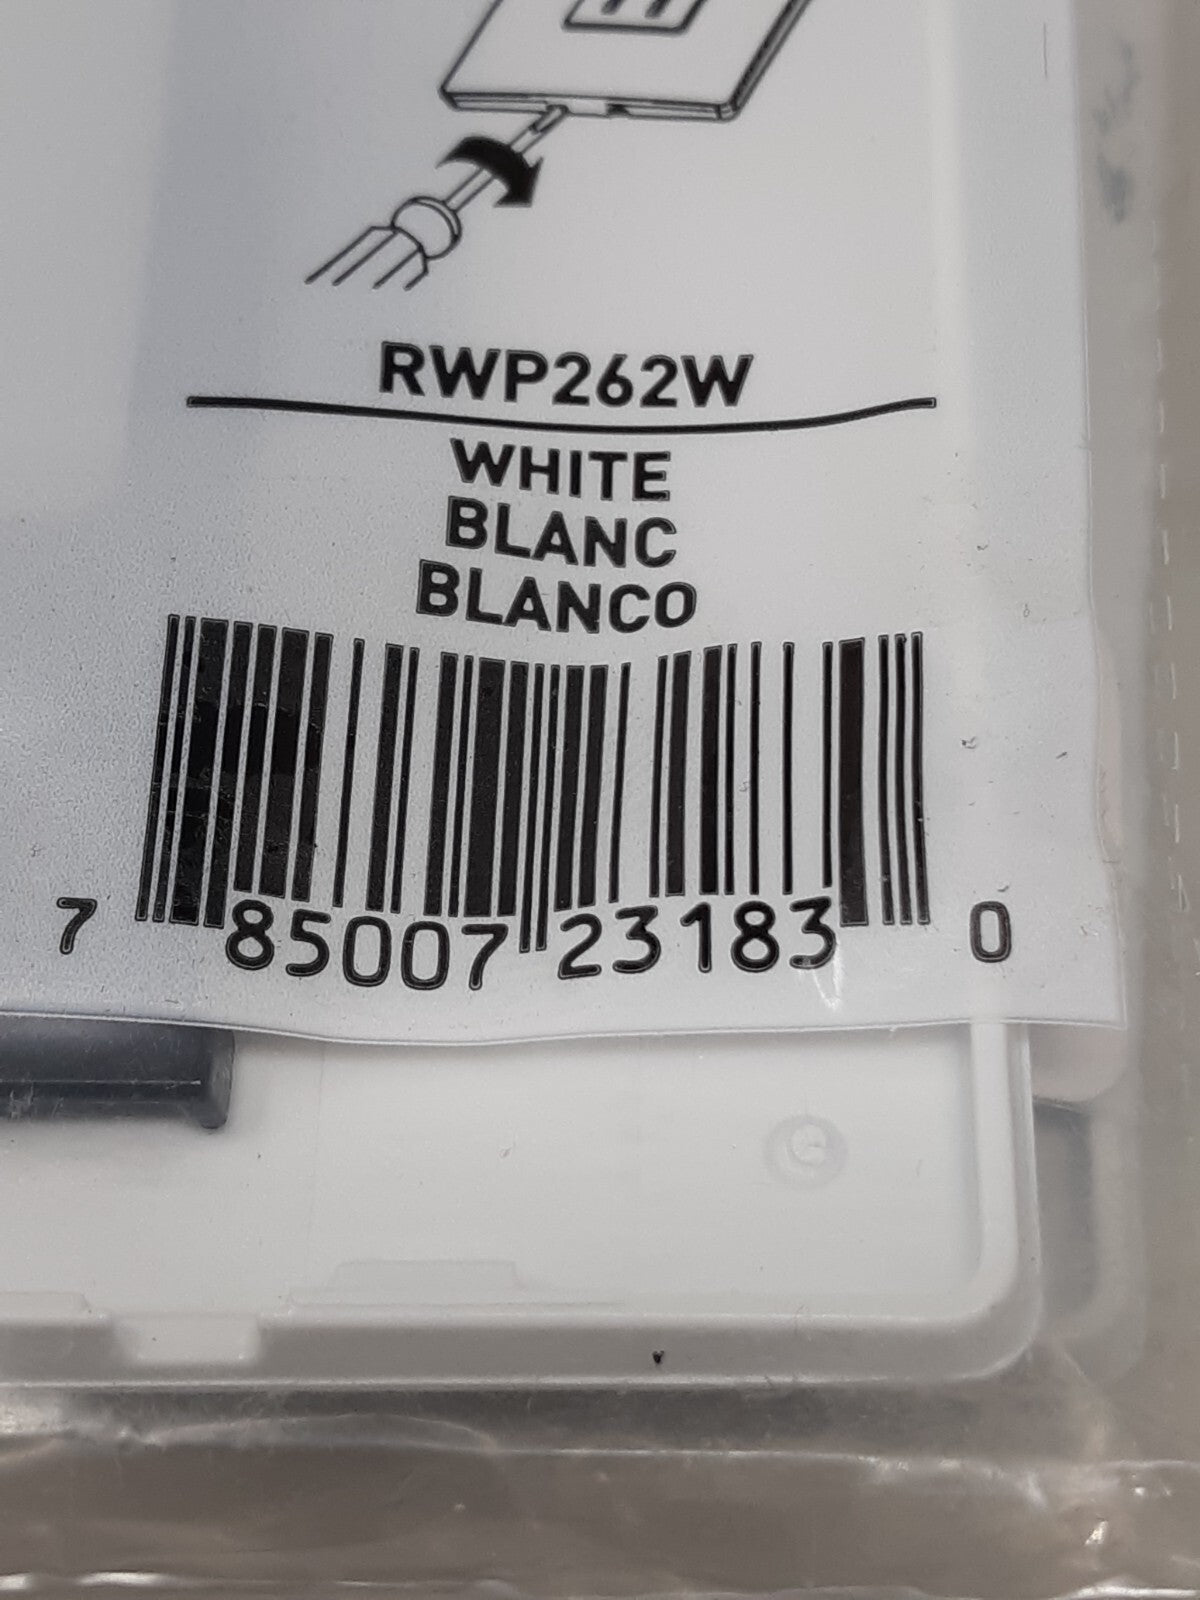 RWP262W
WHITE
BLANC
BLANCO
7 85007 23183 0